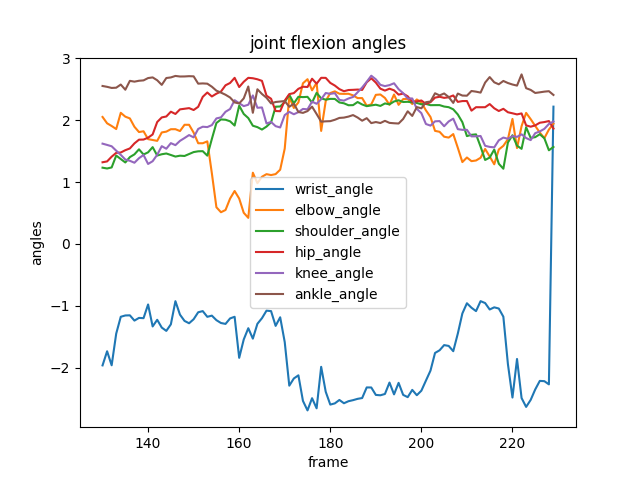 joint flexion angles
angles
3
2
1
0
−1
−2
wrist_angle
elbow_angle
shoulder_angle
hip_angle
knee_angle
ankle_angle
140 160 180 200 220
frame